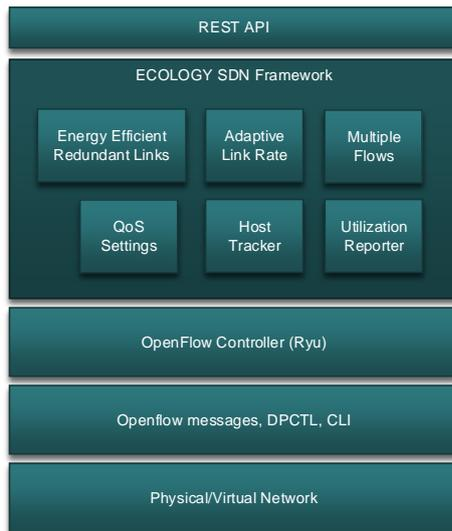 REST API
ECOLOGY SDN Framework
Energy Efficient
Redundant Links
Adaptive
Link Rate
Multiple
Flows
QoS
Settings
Host
Tracker
Utilization
Reporter
OpenFlow Controller (Ryu)
Openflow messages, DPCTL, CLI
Physical/Virtual Network